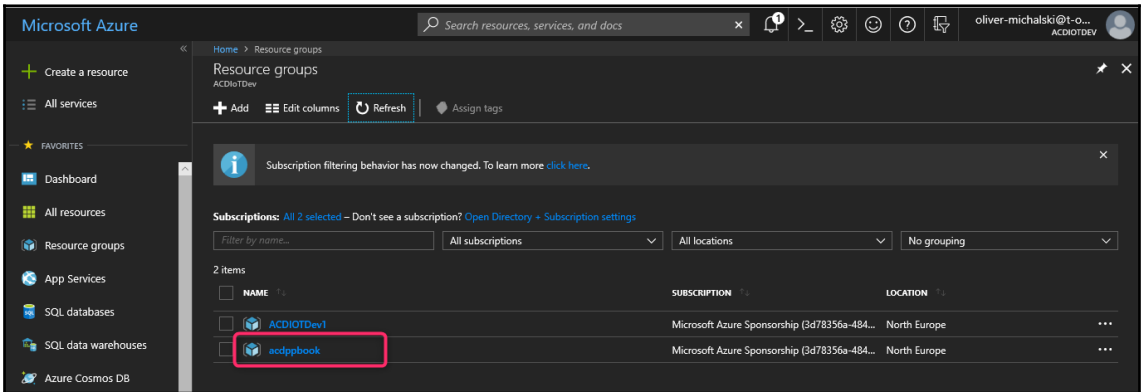 Microsoft Azure
Search resources, services, and docs
1
oliver-michalski@t-o...
ACDIOTDEV
Home > Resource groups
Create a resource
Resource groups
ACDIoTDev
All services
Add
Edit columns
Refresh
Assign tags
FAVORITES
Subscription filtering behavior has now changed. To learn more click here.
Dashboard
All resources
Subscriptions: All 2 selected – Don't see a subscription? Open Directory + Subscription settings
Resource groups
Filter by name...
All subscriptions
All locations
No grouping
2 items
App Services
NAME
SUBSCRIPTION
LOCATION
SQL databases
ACDIOTDev1
Microsoft Azure Sponsorship (3d78356a-484...
North Europe
SQL data warehouses
acdppbook
Microsoft Azure Sponsorship (3d78356a-484...
North Europe
Azure Cosmos DB